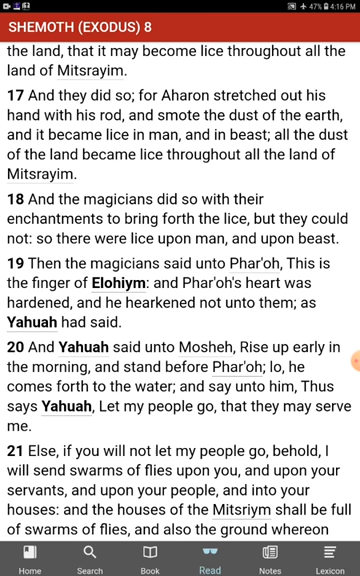 47% 4:16 PM
SHEMOTH (EXODUS) 8
the land, that it may become lice throughout all the
land of Mitsrayim.
17 And they did so; for Aharon stretched out his
hand with his rod, and smote the dust of the earth,
and it became lice in man, and in beast; all the dust
of the land became lice throughout all the land of
Mitsrayim.
18 And the magicians did so with their
enchantments to bring forth the lice, but they could
not: so there were lice upon man, and upon beast.
19 Then the magicians said unto Phar'oh, This is
the finger of Elohiym: and Phar'oh's heart was
hardened, and he hearkened not unto them; as
Yahuah had said.
20 And Yahuah said unto Mosheh, Rise up early in
the morning, and stand before Phar'oh; lo, he
comes forth to the water; and say unto him, Thus
says Yahuah, Let my people go, that they may serve
me.
21 Else, if you will not let my people go, behold, I
will send swarms of flies upon you, and upon your
servants, and upon your people, and into your
houses: and the houses of the Mitsriym shall be full
of swarms of flies, and also the ground whereon
Home Search Book Read Notes Lexicon